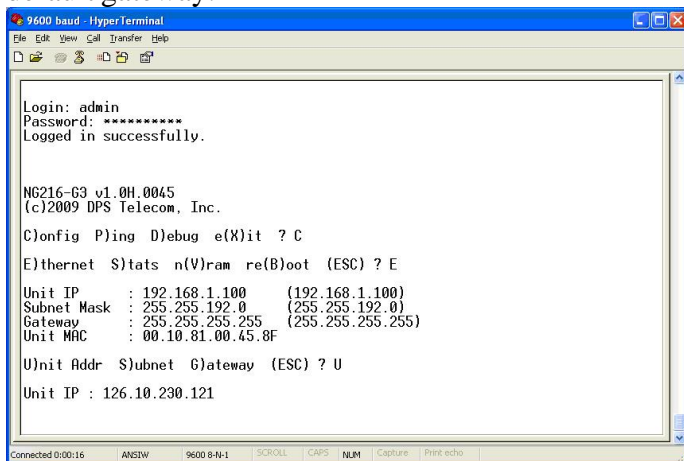 9600 baud - HyperTerminal
File Edit View Call Transfer Help
Login: admin
Password: **********
Logged in successfully.
NG216-G3 v1.0H.0045
(c)2009 DPS Telecom, Inc.
C)onfig P)ing D)ebug e(X)it ? C
E)thernet S)tats n(V)ram re(B)oot (ESC) ? E
Unit IP : 192.168.1.100 (192.168.1.100)
Subnet Mask : 255.255.192.0 (255.255.192.0)
Gateway : 255.255.255.255 (255.255.255.255)
Unit MAC : 00.10.81.00.45.8F
U)nit Addr S)ubnet G)ateway (ESC) ? U
Unit IP : 126.10.230.121
Connected 0:00:16 ANSIW 9600 8-N-1 SCROLL CAPS NUM Capture Print echo